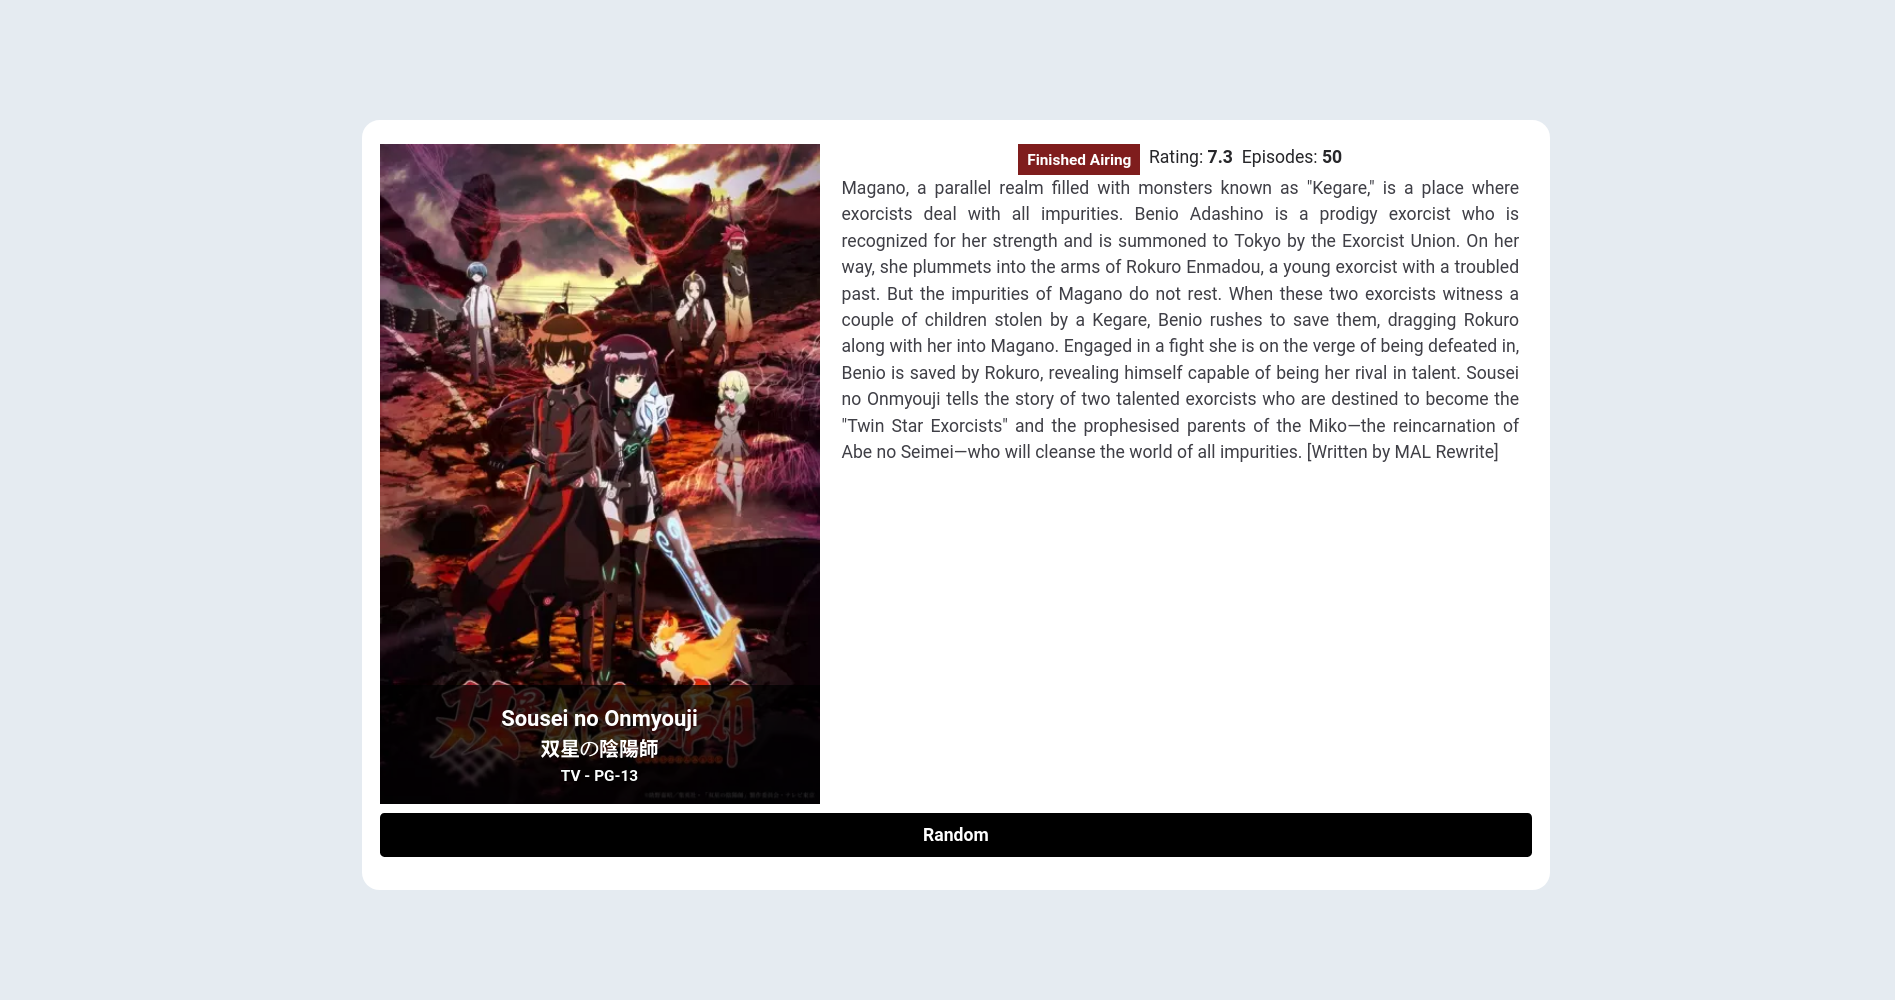 Finished Airing Rating: 7.3 Episodes: 50
Magano, a parallel realm filled with monsters known as "Kegare," is a place where
exorcists deal with all impurities. Benio Adashino is a prodigy exorcist who is
recognized for her strength and is summoned to Tokyo by the Exorcist Union. On her
way, she plummets into the arms of Rokuro Enmadou, a young exorcist with a troubled
past. But the impurities of Magano do not rest. When these two exorcists witness a
couple of children stolen by a Kegare, Benio rushes to save them, dragging Rokuro
along with her into Magano. Engaged in a fight she is on the verge of being defeated in,
Benio is saved by Rokuro, revealing himself capable of being her rival in talent. Sousei
no Onmyouji tells the story of two talented exorcists who are destined to become the
"Twin Star Exorcists" and the prophesised parents of the Miko—the reincarnation of
Abe no Seimei—who will cleanse the world of all impurities. [Written by MAL Rewrite]
Sousei no Onmyouji
双星の陰陽師
TV - PG-13
Random